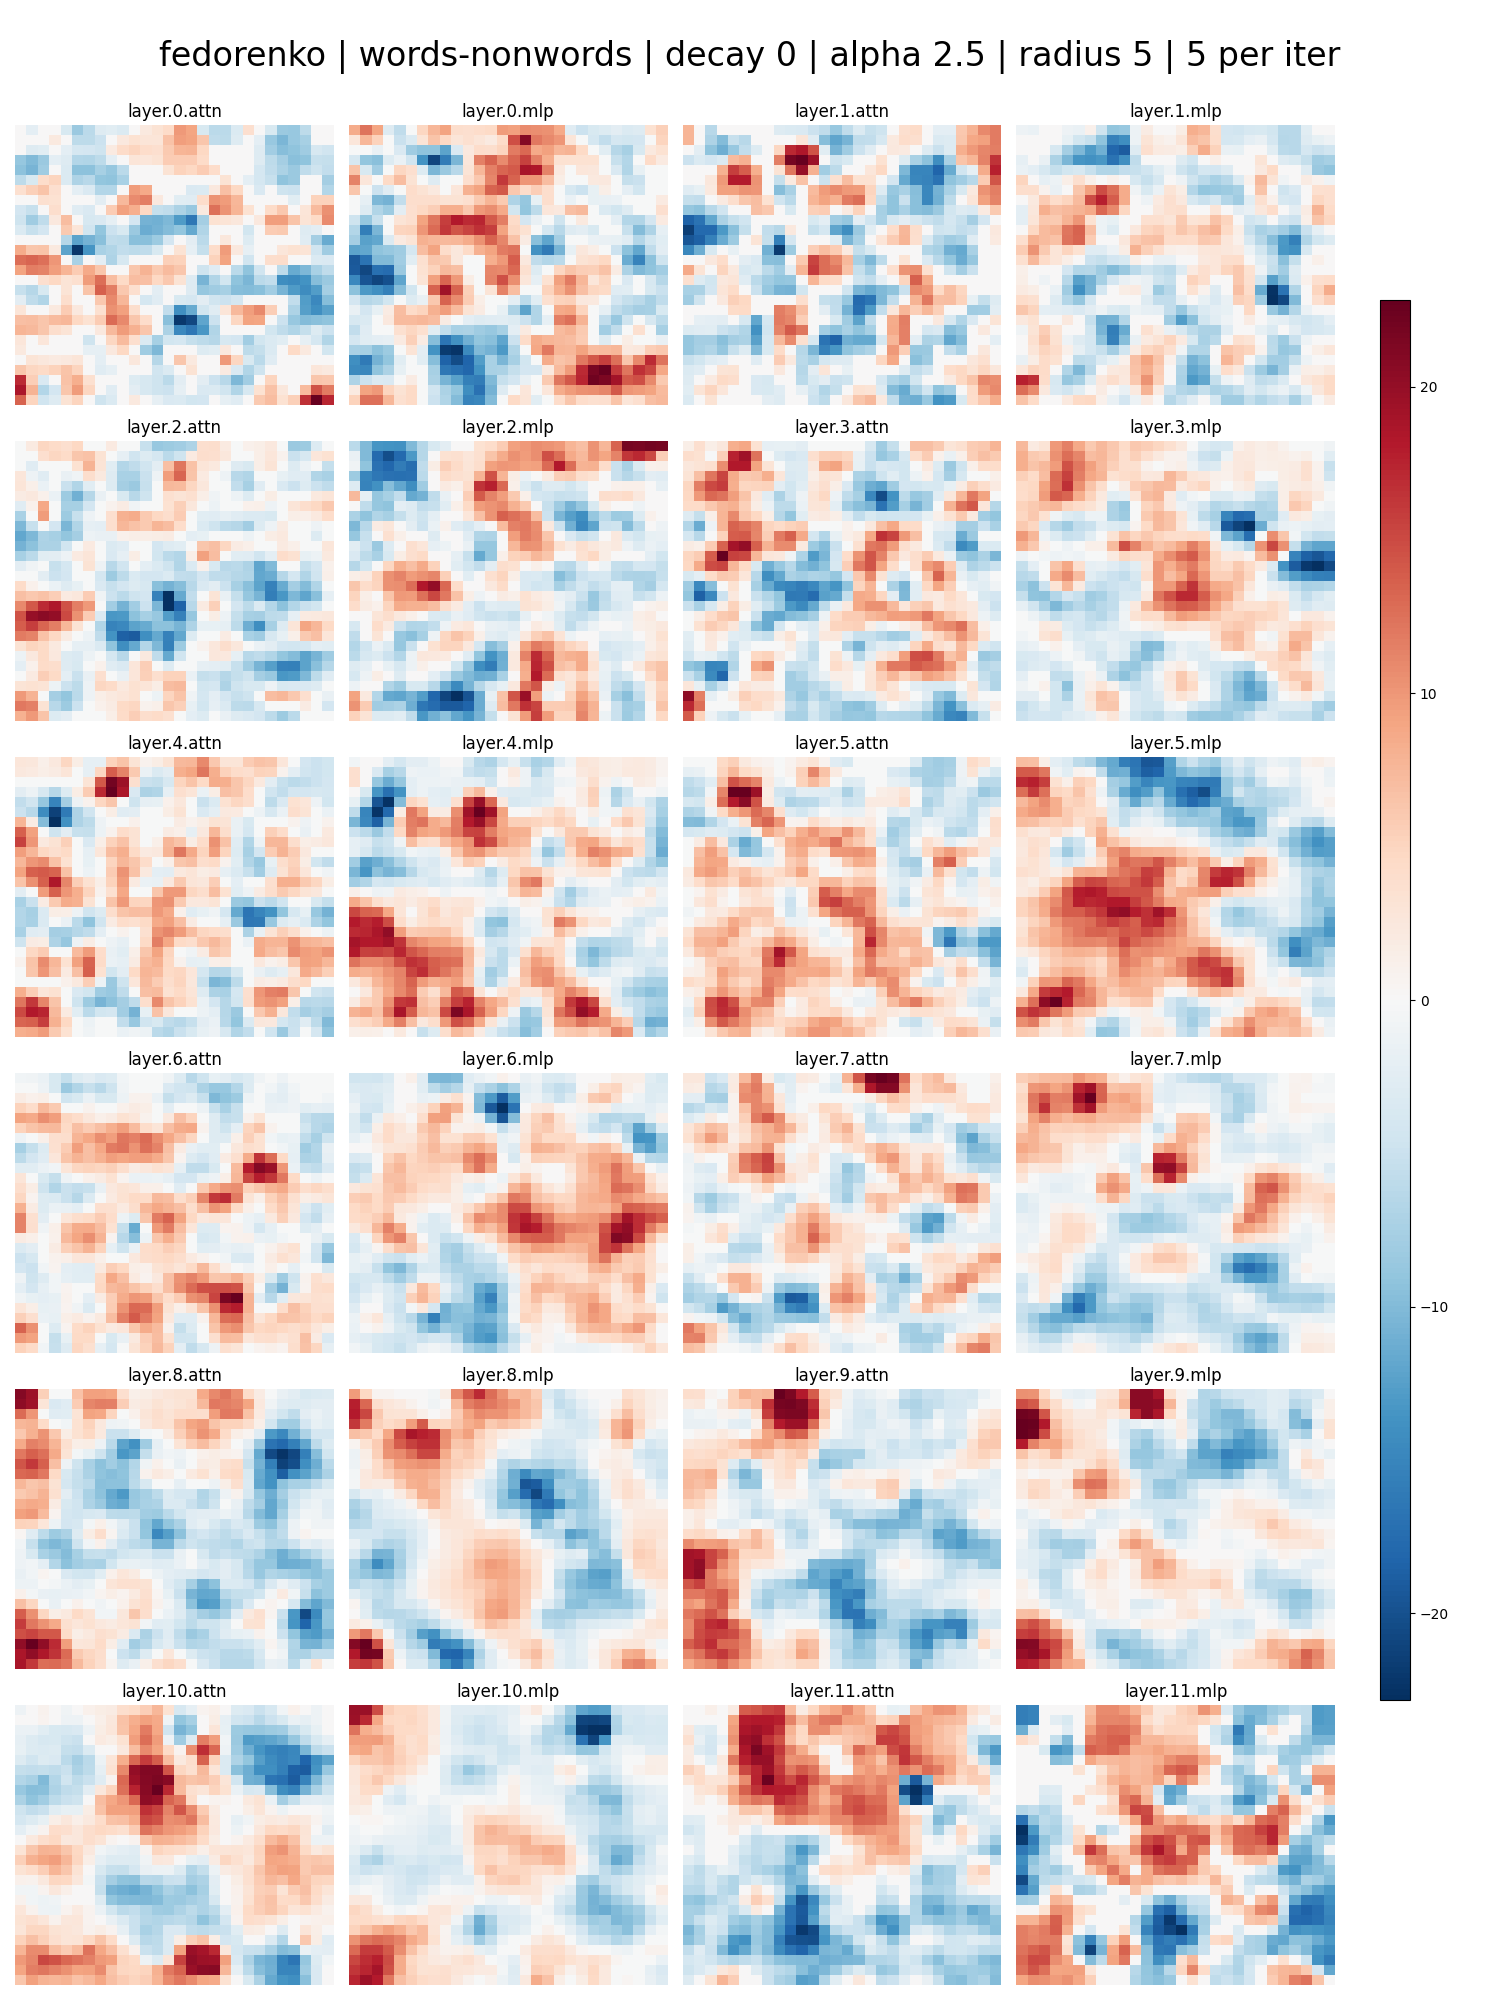 fedorenko | words-nonwords | decay 0 | alpha 2.5 | radius 5 | 5 per iter
layer.0.attn
layer.0.mlp
layer.1.attn
layer.1.mlp
layer.2.attn
layer.2.mlp
layer.3.attn
layer.3.mlp
layer.4.attn
layer.4.mlp
layer.5.attn
layer.5.mlp
layer.6.attn
layer.6.mlp
layer.7.attn
layer.7.mlp
layer.8.attn
layer.8.mlp
layer.9.attn
layer.9.mlp
layer.10.attn
layer.10.mlp
layer.11.attn
layer.11.mlp
20
10
0
−10
−20